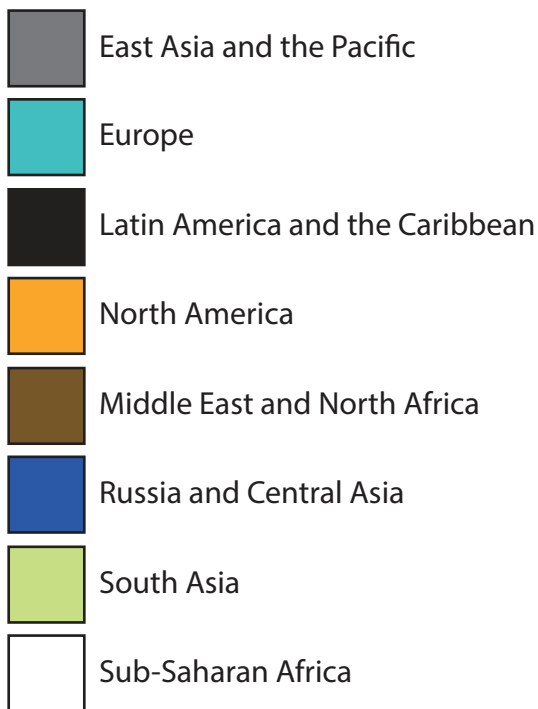 East Asia and the Pacific
Europe
Latin America and the Caribbean
North America
Middle East and North Africa
Russia and Central Asia
South Asia
Sub-Saharan Africa